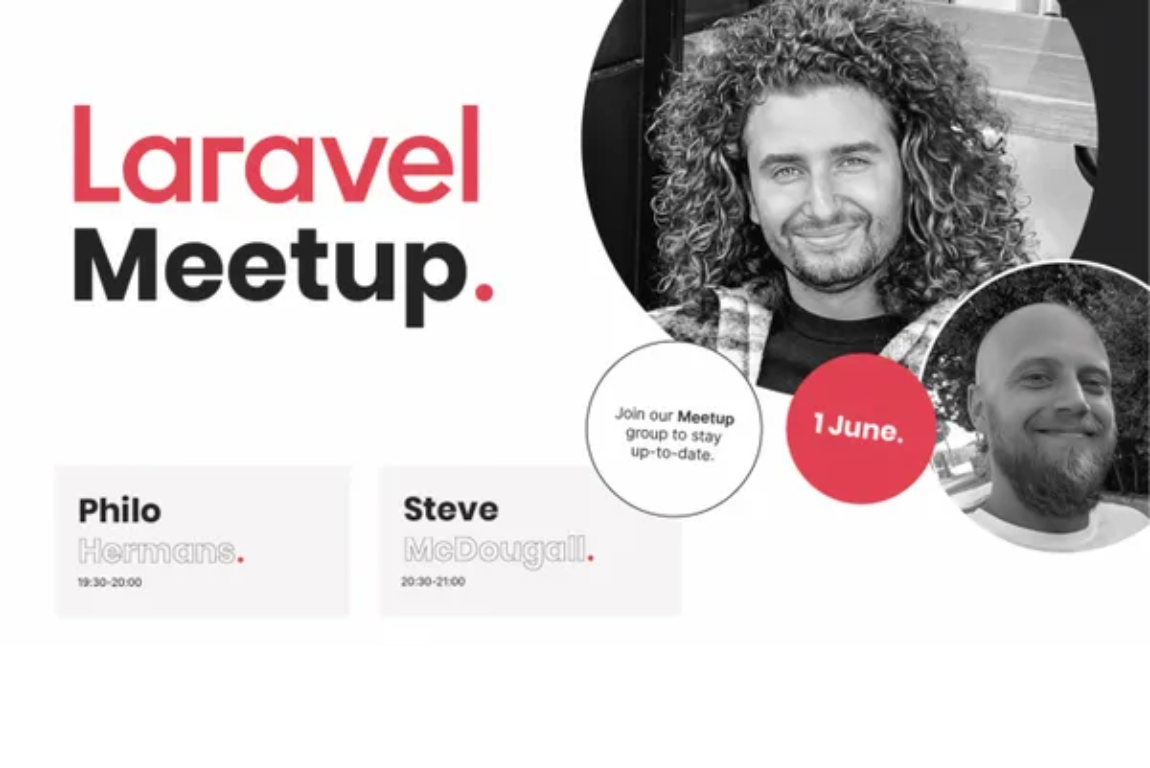 Laravel
Meetup.
Join our Meetup
group to stay
up-to-date.
1 June.
Philo
Hermans.
19:30-20:00
Steve
McDougall.
20:30-21:00